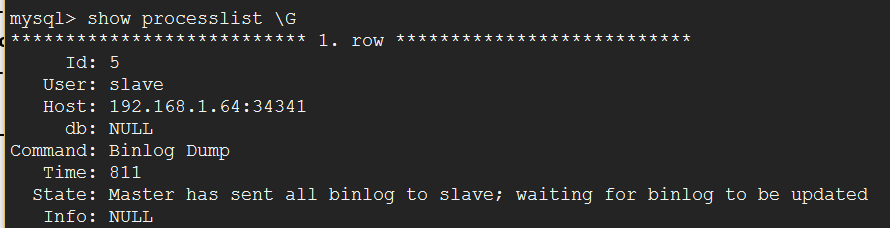 mysql> show processlist \G
*************************** 1. row ***************************
Id: 5
User: slave
Host: 192.168.1.64:34341
db: NULL
Command: Binlog Dump
Time: 811
State: Master has sent all binlog to slave; waiting for binlog to be updated
Info: NULL